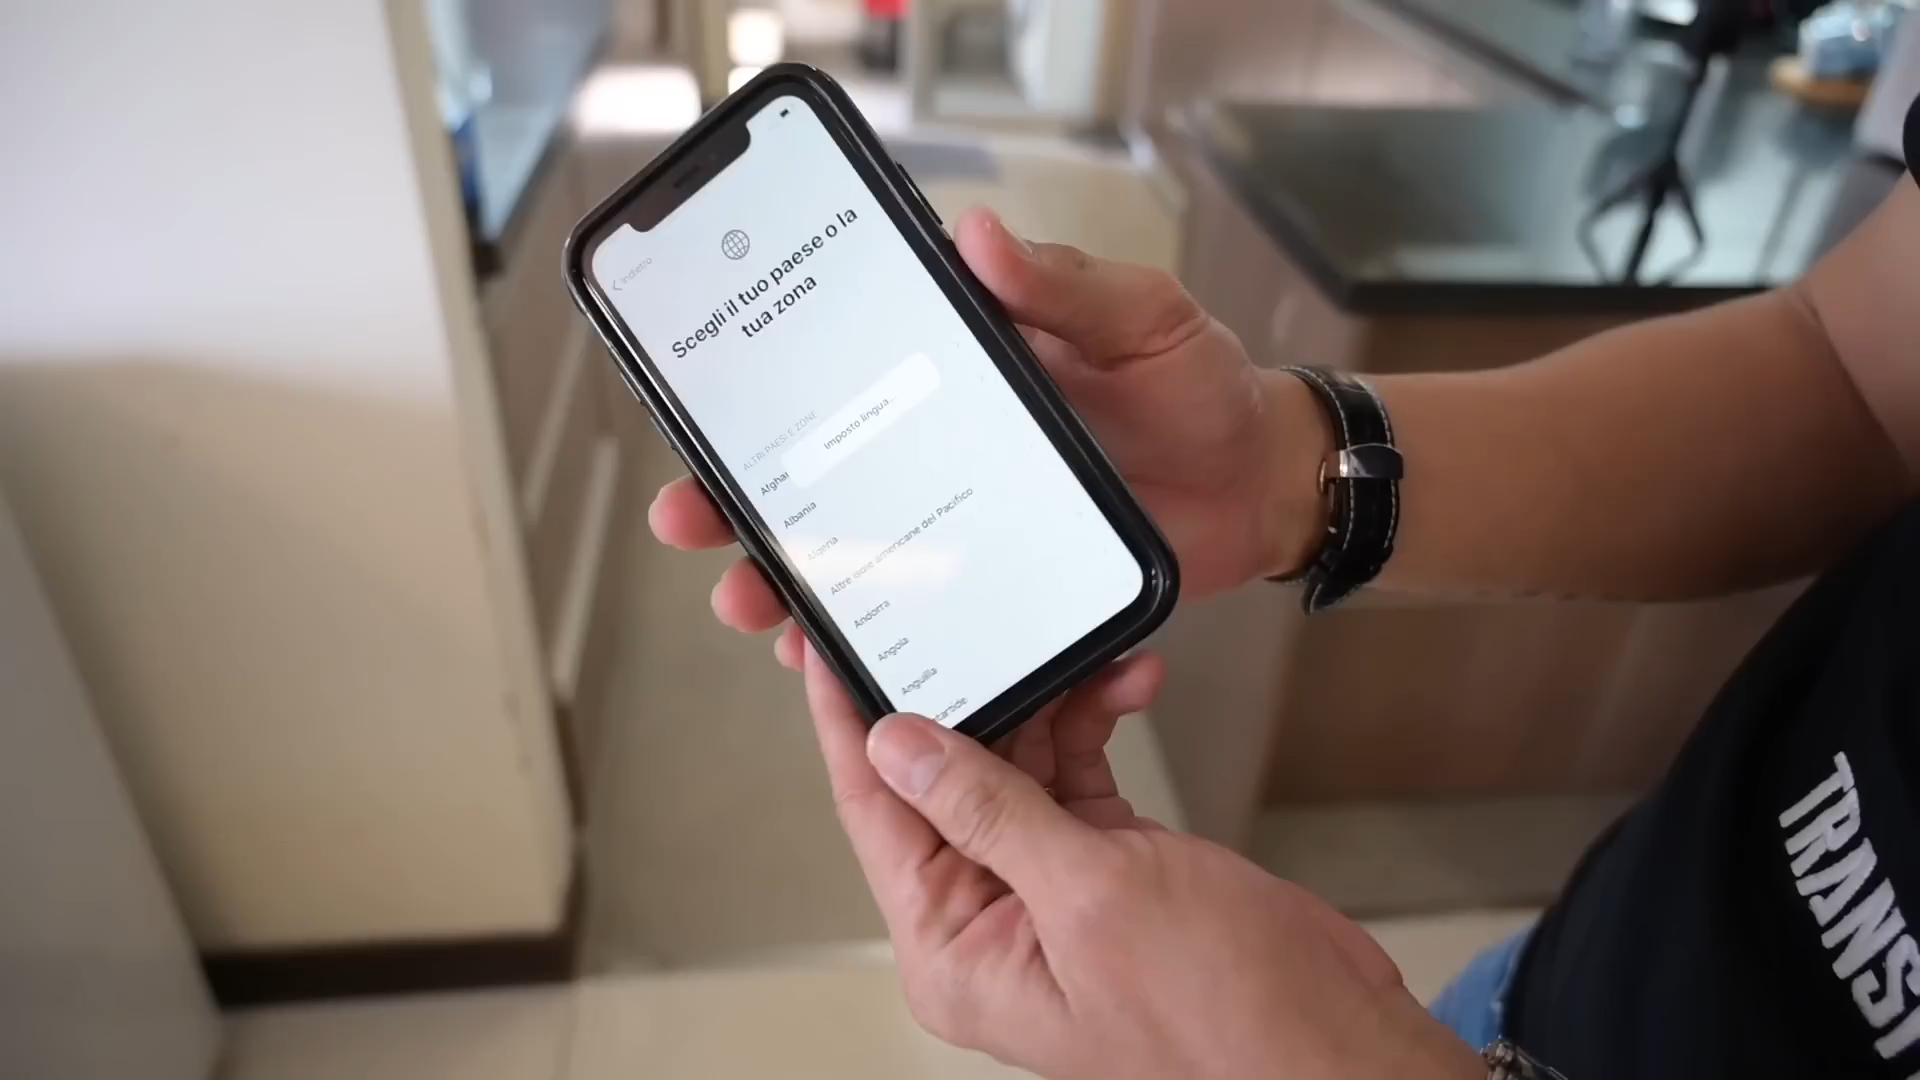 Indietro
Scegli il tuo paese o la
tua zona
ALTRI PAESI E ZONE
Imposto lingua...
Afghan
Albania
Algeria
Altre isole americane del Pacifico
Andorra
Angola
Anguilla
TRANS